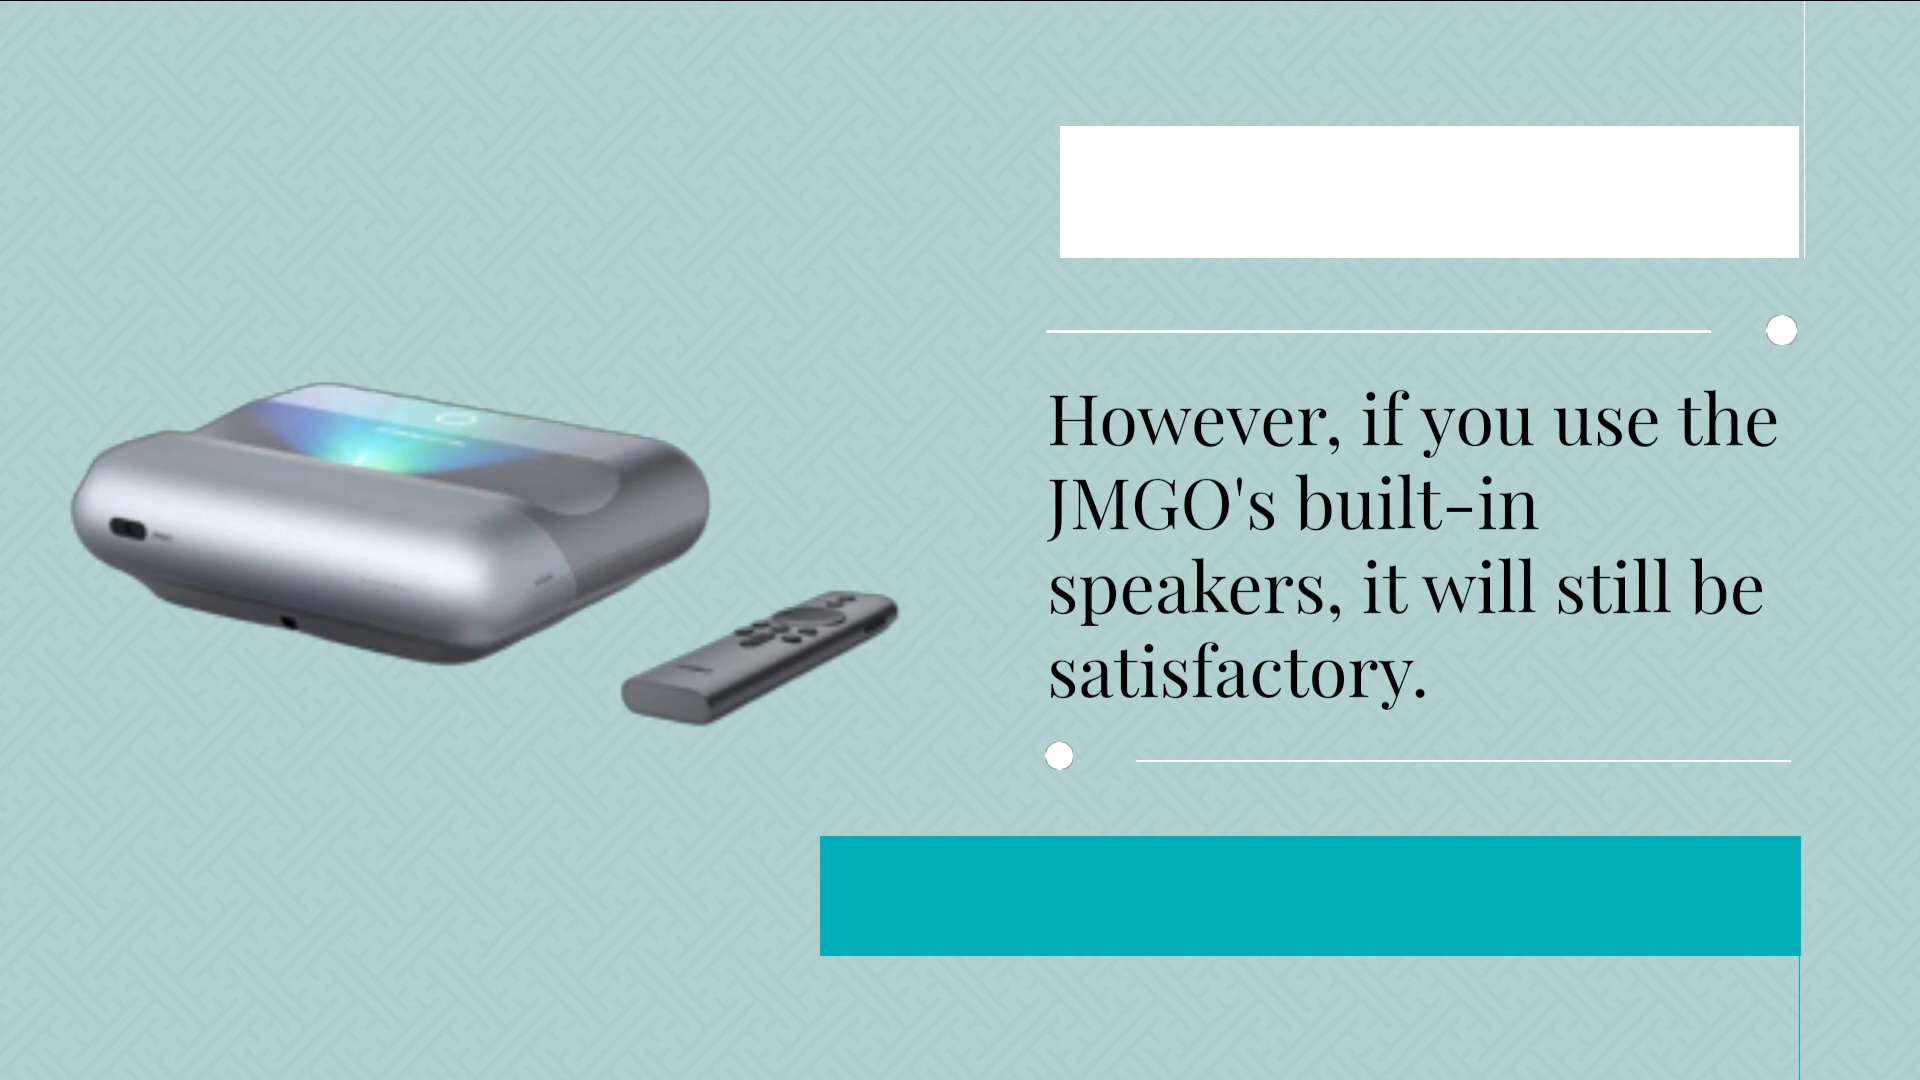 However, if you use the
JMGO's built-in
speakers, it will still be
satisfactory.